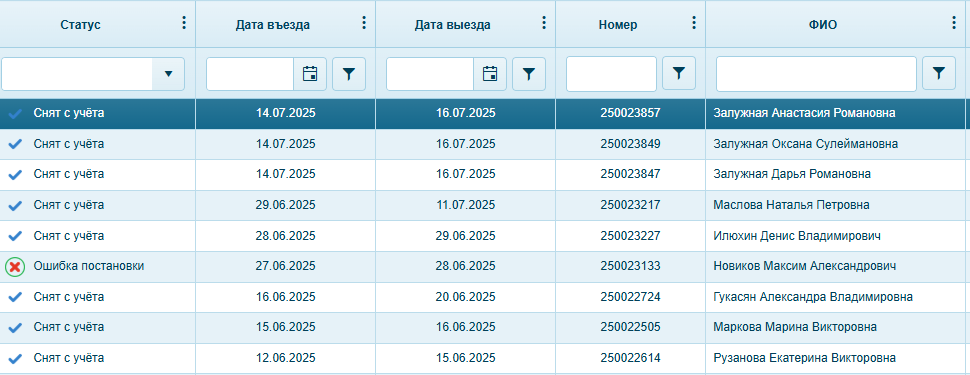 Статус Дата въезда Дата выезда Номер ФИО
Снят с учёта 14.07.2025 16.07.2025 250023857 Залужная Анастасия Романовна
Снят с учёта 14.07.2025 16.07.2025 250023849 Залужная Оксана Сулеймановна
Снят с учёта 14.07.2025 16.07.2025 250023847 Залужная Дарья Романовна
Снят с учёта 29.06.2025 11.07.2025 250023217 Маслова Наталья Петровна
Снят с учёта 28.06.2025 29.06.2025 250023227 Илюхин Денис Владимирович
Ошибка постановки 27.06.2025 28.06.2025 250023133 Новиков Максим Александрович
Снят с учёта 16.06.2025 20.06.2025 250022724 Гукасян Александра Владимировна
Снят с учёта 15.06.2025 16.06.2025 250022505 Маркова Марина Викторовна
Снят с учёта 12.06.2025 15.06.2025 250022614 Рузанова Екатерина Викторовна